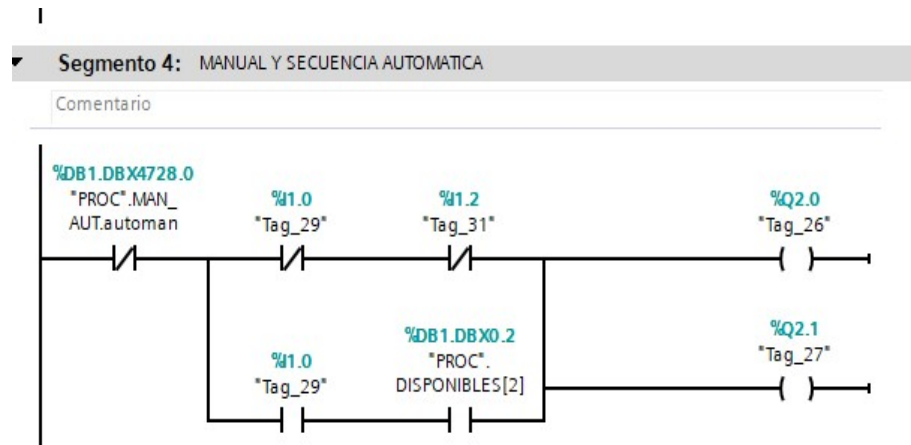 Segmento 4: MANUAL Y SECUENCIA AUTOMATICA
Comentario
%DB1.DBX4728.0
"PROC".MAN_
AUT.automan
%I1.0
"Tag_29"
%I1.2
"Tag_31"
%Q2.0
"Tag_26"
%I1.0
"Tag_29"
%DB1.DBX0.2
"PROC".
DISPONIBLES[2]
%Q2.1
"Tag_27"